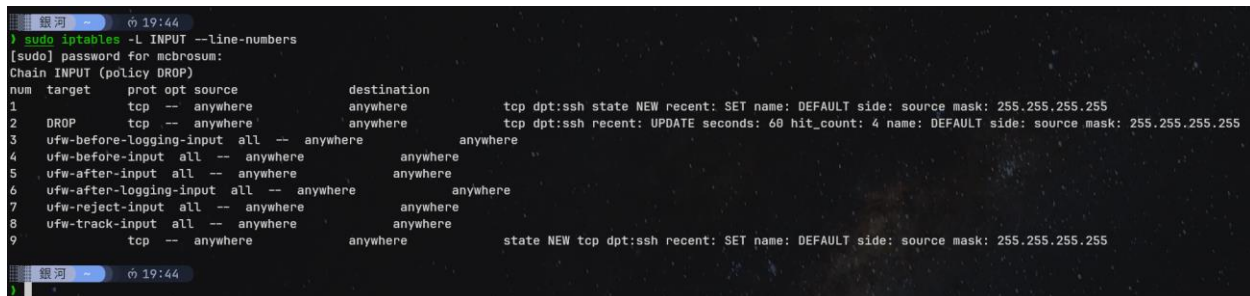 銀河 ~ 19:44
❯ sudo iptables -L INPUT --line-numbers
[sudo] password for mcbrosum:
Chain INPUT (policy DROP)
num target prot opt source destination
1 tcp -- anywhere anywhere tcp dpt:ssh state NEW recent: SET name: DEFAULT side: source mask: 255.255.255.255
2 DROP tcp -- anywhere anywhere tcp dpt:ssh recent: UPDATE seconds: 60 hit_count: 4 name: DEFAULT side: source mask: 255.255.255.255
3 ufw-before-logging-input all -- anywhere anywhere
4 ufw-before-input all -- anywhere anywhere
5 ufw-after-input all -- anywhere anywhere
6 ufw-after-logging-input all -- anywhere anywhere
7 ufw-reject-input all -- anywhere anywhere
8 ufw-track-input all -- anywhere anywhere
9 tcp -- anywhere anywhere state NEW tcp dpt:ssh recent: SET name: DEFAULT side: source mask: 255.255.255.255
銀河 ~ 19:44
❯